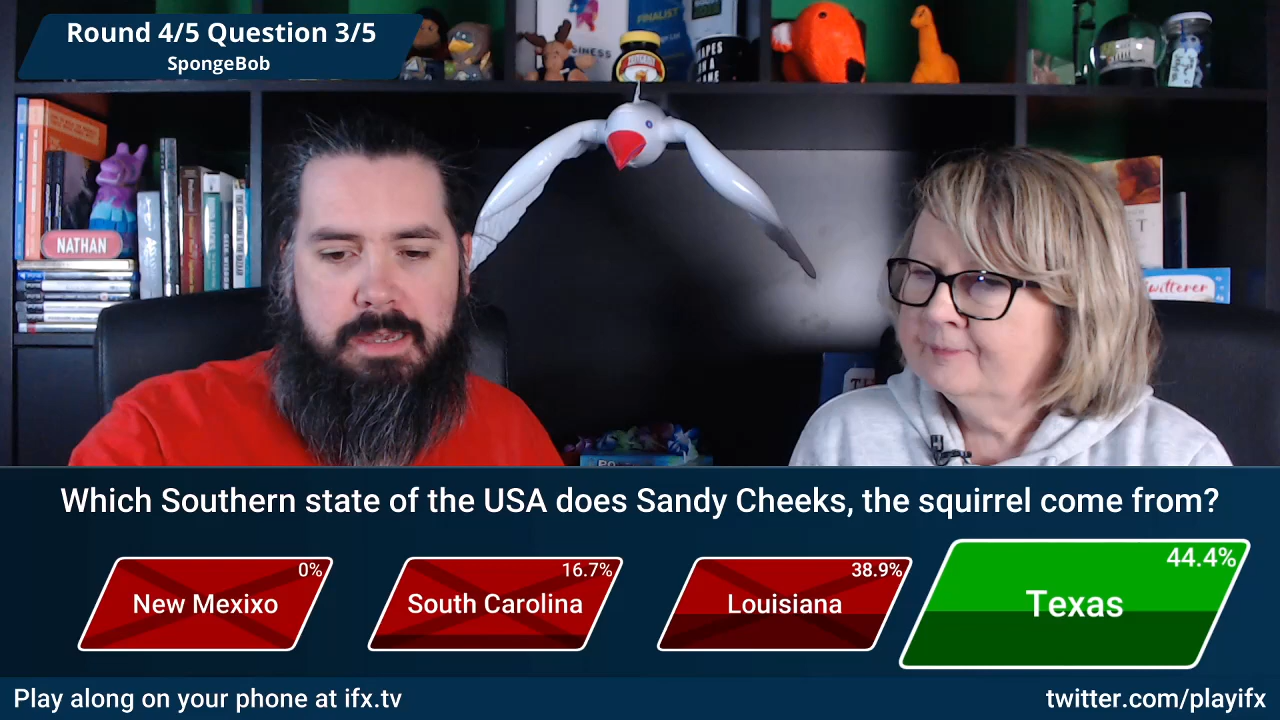 Round 4/5 Question 3/5
SpongeBob
FINALIST
NATHAN
Which Southern state of the USA does Sandy Cheeks, the squirrel come from?
0%
New Mexixo
16.7%
South Carolina
38.9%
Louisiana
44.4%
Texas
Play along on your phone at ifx.tv
twitter.com/playifx